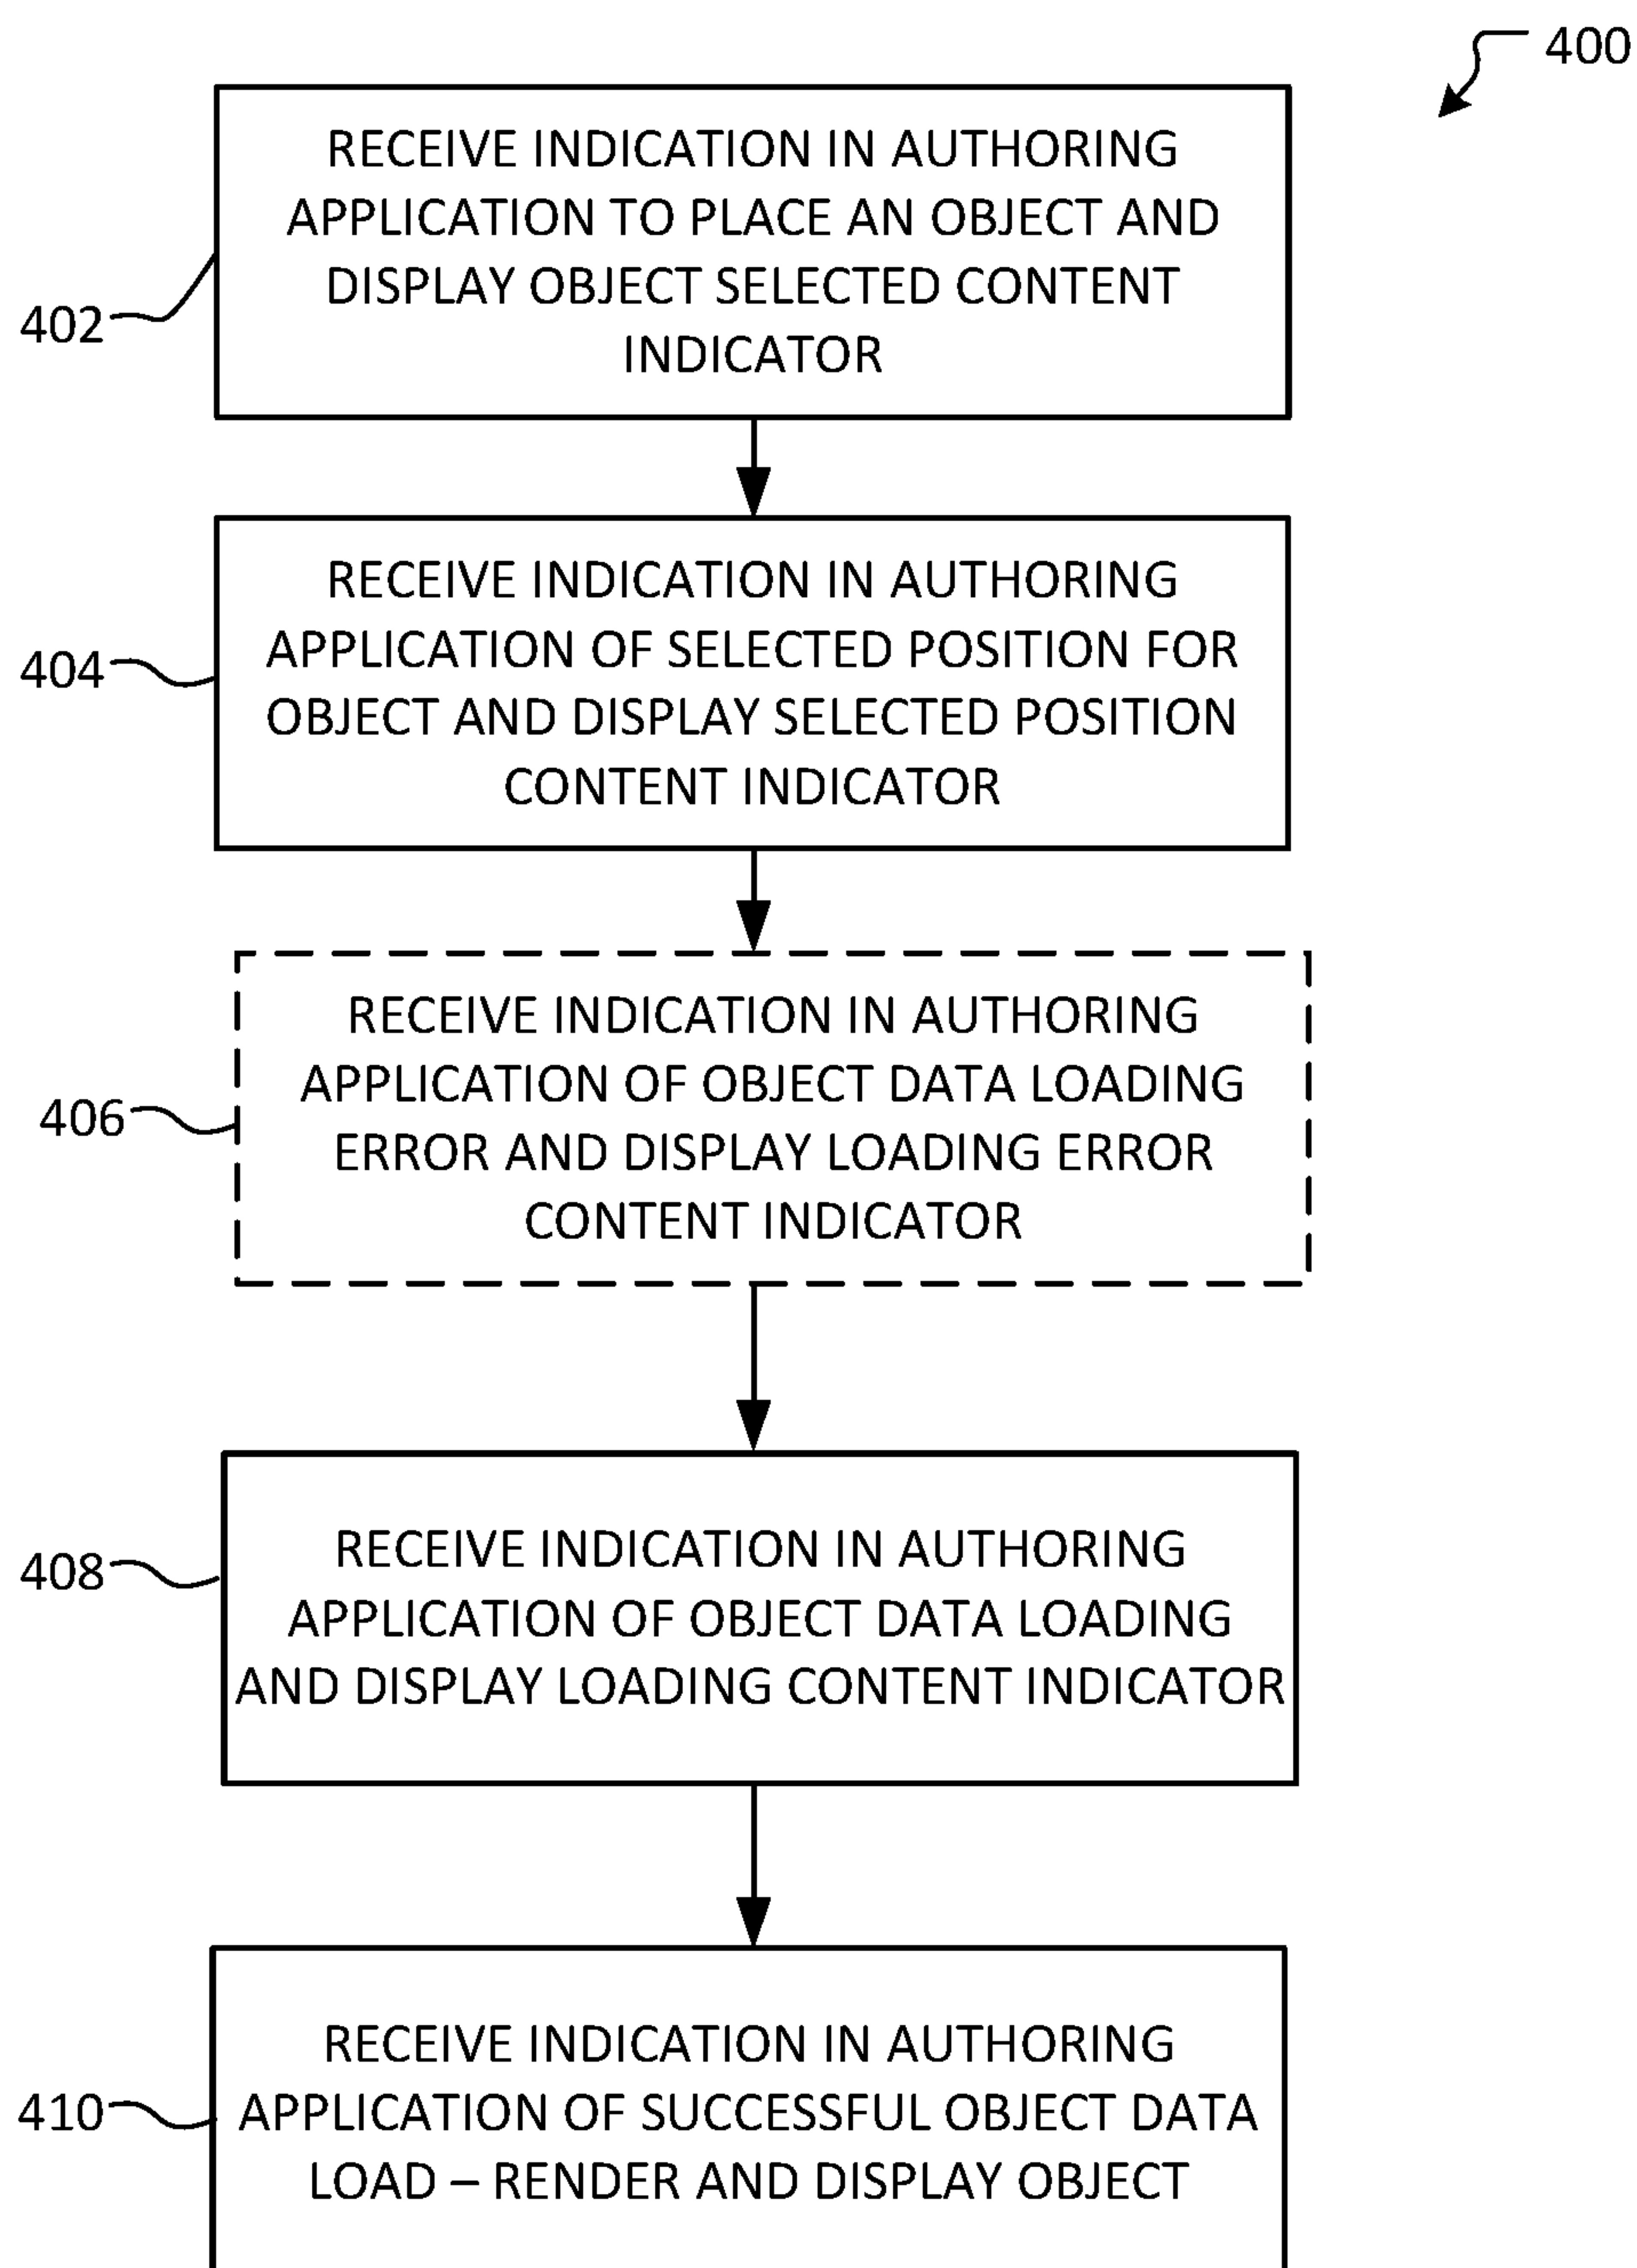 400
RECEIVE INDICATION IN AUTHORING
APPLICATION TO PLACE AN OBJECT AND
DISPLAY OBJECT SELECTED CONTENT
INDICATOR
402
RECEIVE INDICATION IN AUTHORING
APPLICATION OF SELECTED POSITION FOR
OBJECT AND DISPLAY SELECTED POSITION
CONTENT INDICATOR
404
RECEIVE INDICATION IN AUTHORING
APPLICATION OF OBJECT DATA LOADING
ERROR AND DISPLAY LOADING ERROR
CONTENT INDICATOR
406
RECEIVE INDICATION IN AUTHORING
APPLICATION OF OBJECT DATA LOADING
AND DISPLAY LOADING CONTENT INDICATOR
408
RECEIVE INDICATION IN AUTHORING
APPLICATION OF SUCCESSFUL OBJECT DATA
LOAD – RENDER AND DISPLAY OBJECT
410